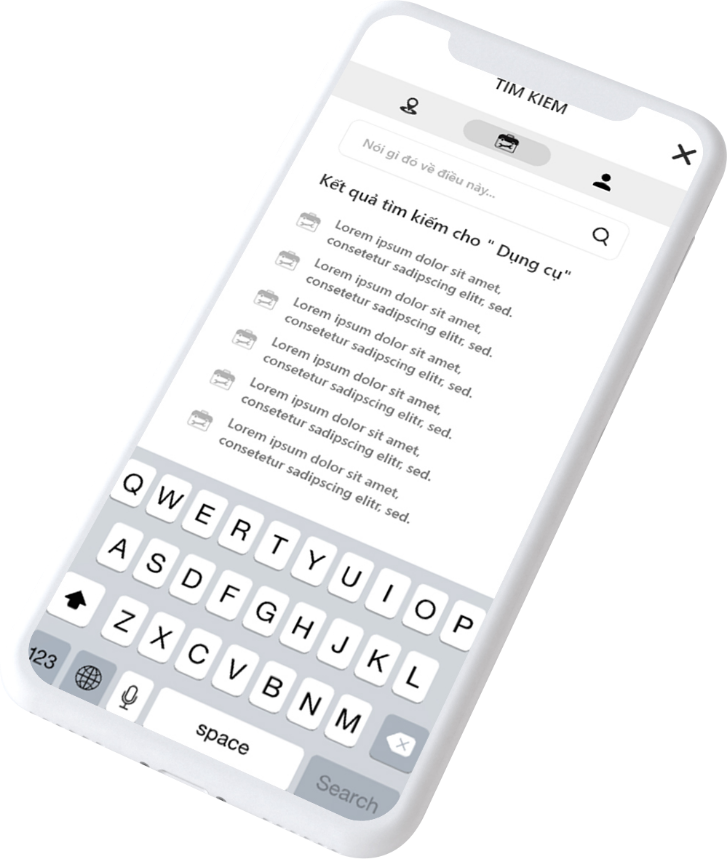 TIM KIEM
Nói gì đó về điều này...
Kết quả tìm kiếm cho " Dụng cụ"
Lorem ipsum dolor sit amet,
consetetur sadipscing elitr, sed.
Lorem ipsum dolor sit amet,
consetetur sadipscing elitr, sed.
Lorem ipsum dolor sit amet,
consetetur sadipscing elitr, sed.
Lorem ipsum dolor sit amet,
consetetur sadipscing elitr, sed.
Lorem ipsum dolor sit amet,
consetetur sadipscing elitr, sed.
Lorem ipsum dolor sit amet,
consetetur sadipscing elitr, sed.
Q W E R T Y U I O P
A S D F G H J K L
Z X C V B N M
123 space Search